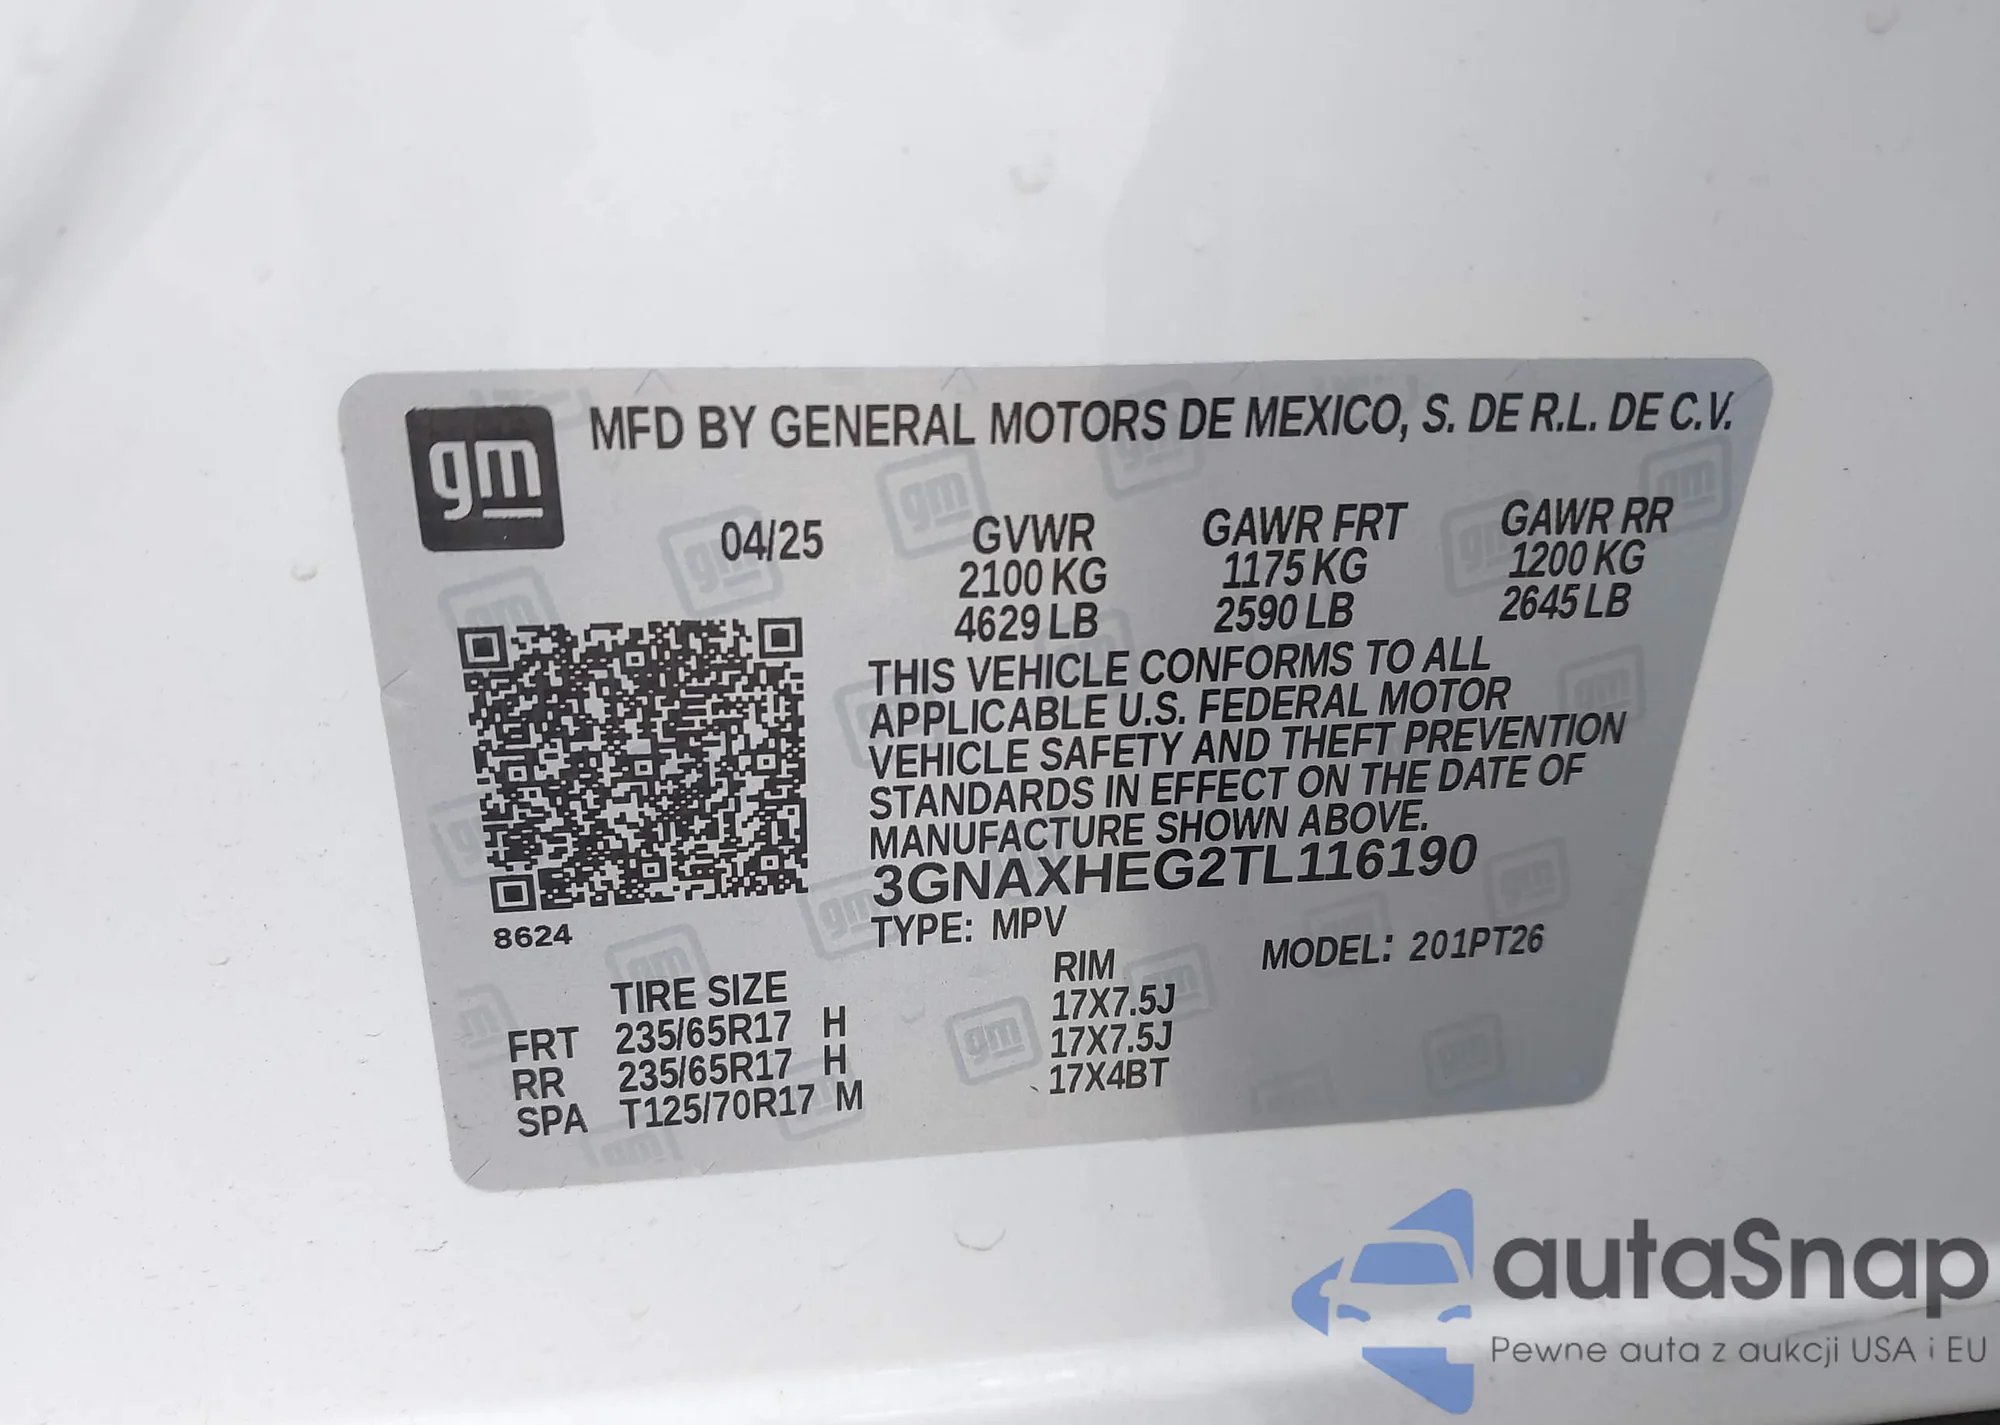 gm
MFD BY GENERAL MOTORS DE MEXICO, S. DE R.L. DE C.V.
04/25
GVWR
2100 KG
4629 LB
GAWR FRT
1175 KG
2590 LB
GAWR RR
1200 KG
2645 LB
THIS VEHICLE CONFORMS TO ALL
APPLICABLE U.S. FEDERAL MOTOR
VEHICLE SAFETY AND THEFT PREVENTION
STANDARDS IN EFFECT ON THE DATE OF
MANUFACTURE SHOWN ABOVE.
3GNAXHEG2TL116190
8624
TYPE: MPV
MODEL: 201PT26
TIRE SIZE RIM
FRT 235/65R17 H 17X7.5J
RR 235/65R17 H 17X7.5J
SPA T125/70R17 M 17X4BT
autaSnap
Pewne auta z aukcji USA i EU